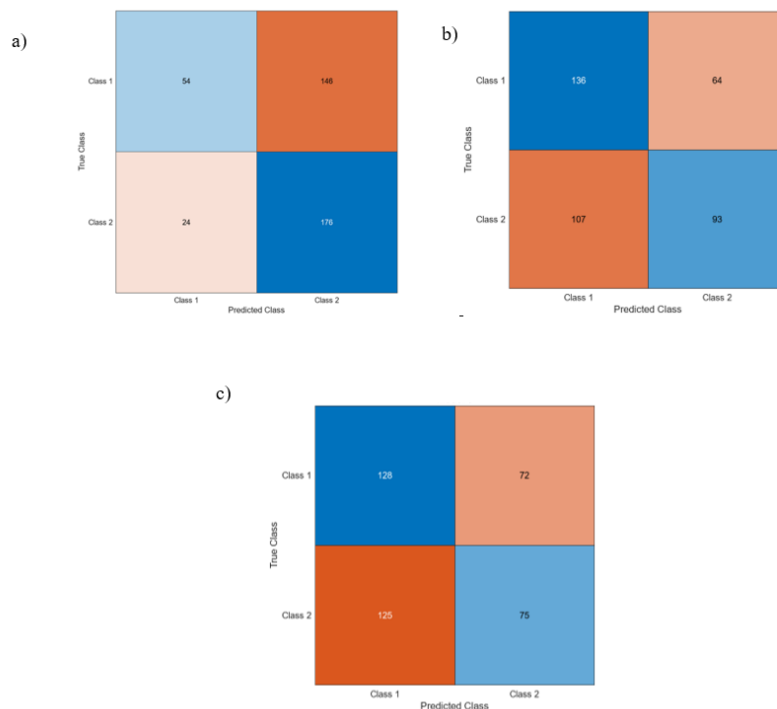 a)
Class 1
54
146
True Class
Class 2
24
176
Class 1
Class 2
Predicted Class
b)
Class 1
136
64
True Class
Class 2
107
93
Class 1
Class 2
Predicted Class
-
c)
Class 1
128
72
True Class
Class 2
125
75
Class 1
Class 2
Predicted Class